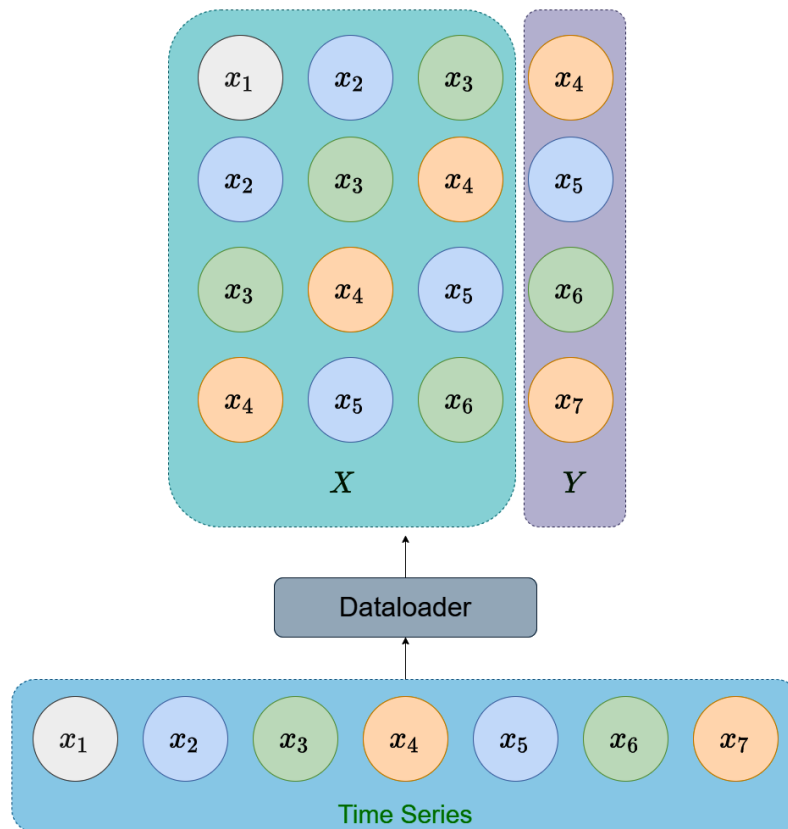 x₁ x₂ x₃ x₄
x₂ x₃ x₄ x₅
x₃ x₄ x₅ x₆
x₄ x₅ x₆ x₇
X Y
Dataloader
x₁ x₂ x₃ x₄ x₅ x₆ x₇
Time Series